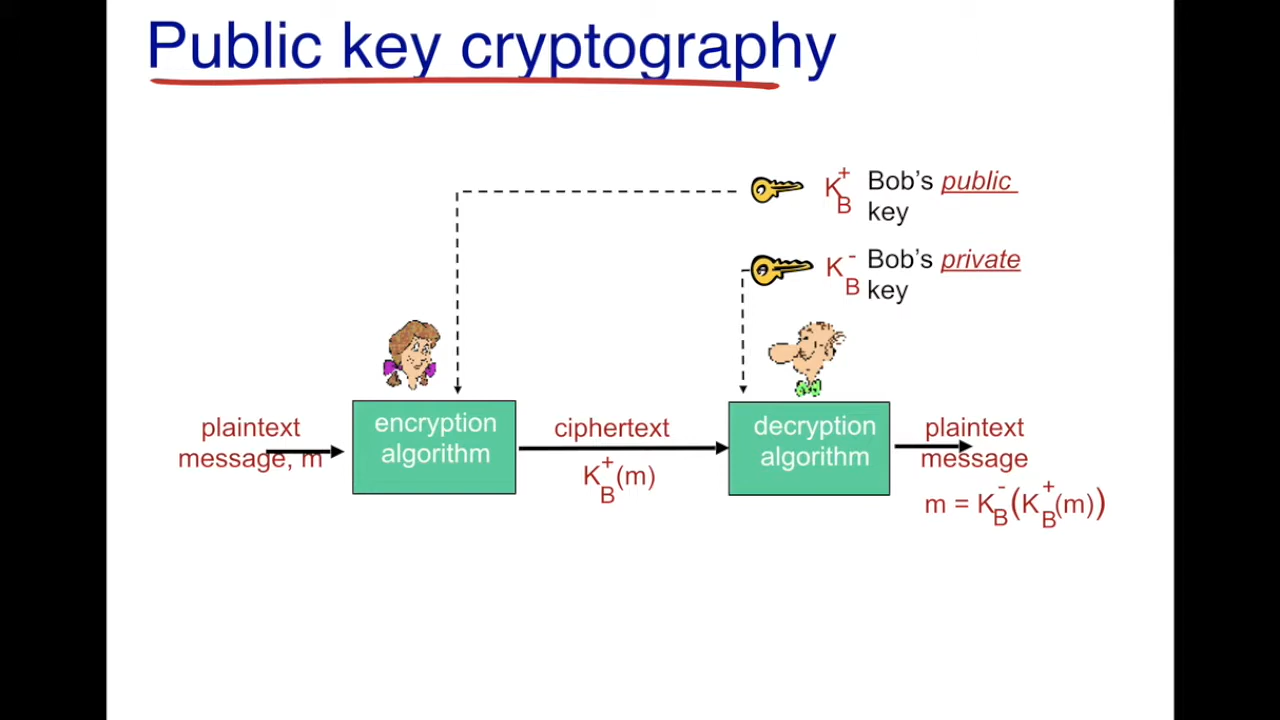 Public key cryptography
K+B Bob's public
key
K-B Bob's private
key
encryption
algorithm
decryption
algorithm
plaintext
message, m
ciphertext
K+B(m)
plaintext
message
m = K-B(K+B(m))